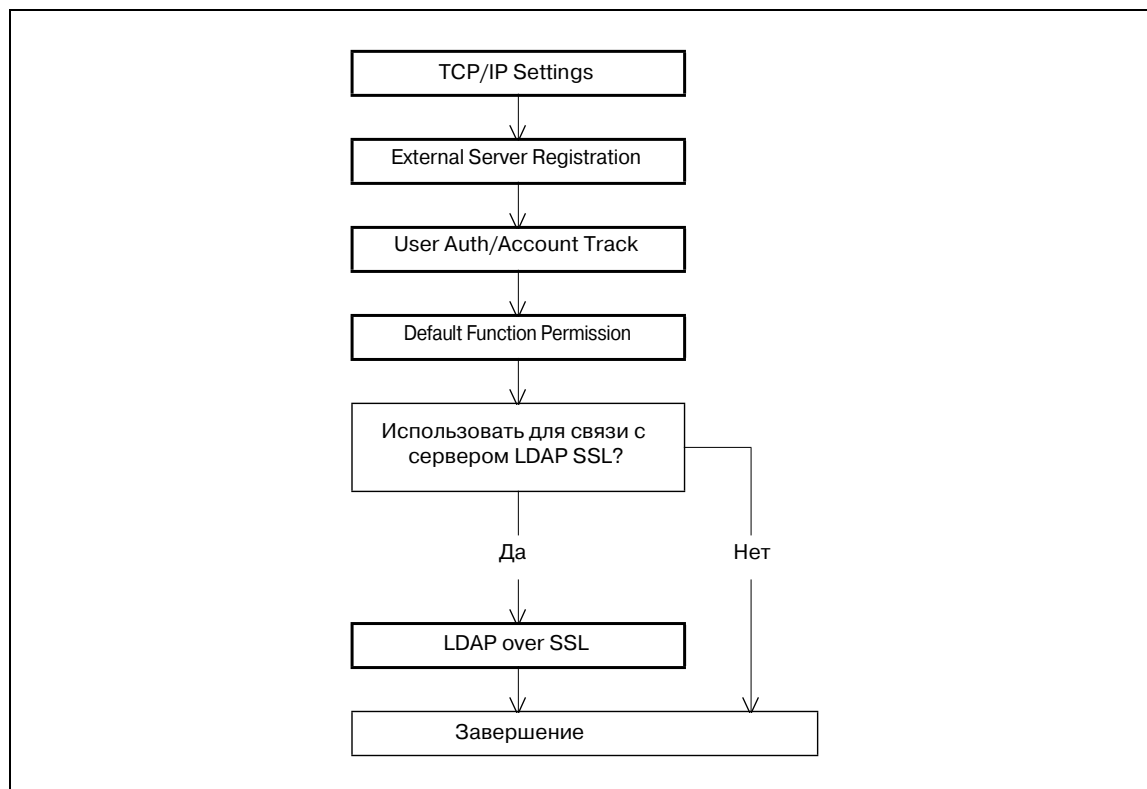 TCP/IP Settings
External Server Registration
User Auth/Account Track
Default Function Permission
Использовать для связи с
сервером LDAP SSL?
Да
Нет
LDAP over SSL
Завершение